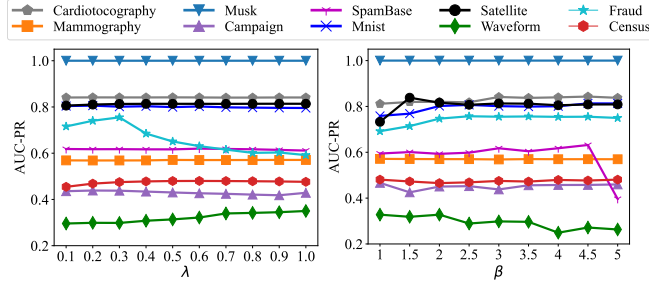 Cardiotocography Musk SpamBase Satellite Fraud
Mammography Campaign Mnist Waveform Census
AUC-PR
1.0
0.8
0.6
0.4
0.2
0.1 0.2 0.3 0.4 0.5 0.6 0.7 0.8 0.9 1.0
λ
AUC-PR
1.0
0.8
0.6
0.4
0.2
1 1.5 2 2.5 3 3.5 4 4.5 5
β